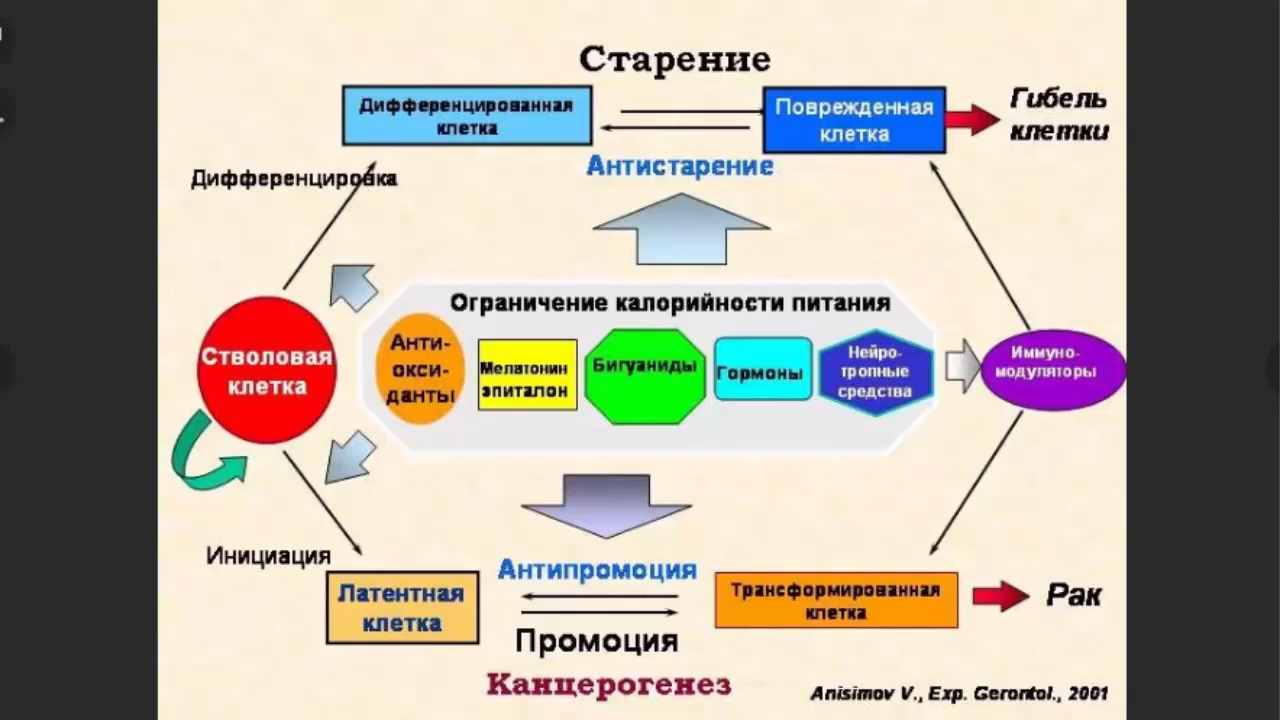 Старение
Дифференцированная
клетка
Поврежденная
клетка
Гибель
клетки
Антистарение
Дифференцировка
Ограничение калорийности питания
Стволовая
клетка
Анти-
окси-
данты
Мелатонин
эпиталон
Бигуаниды
Гормоны
Нейро-
тропные
средства
Иммуно-
модуляторы
Инициация
Антипромоция
Латентная
клетка
Трансформированная
клетка
Рак
Промоция
Канцерогенез
Anisimov V., Exp. Gerontol., 2001